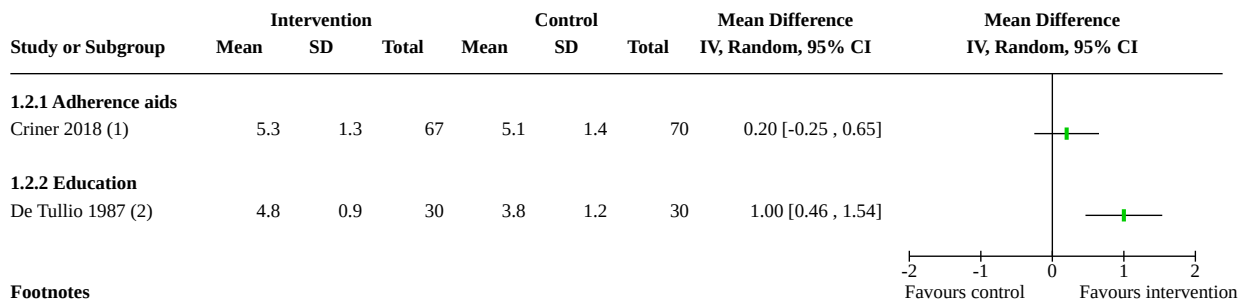 Intervention Control Mean Difference Mean Difference
Study or Subgroup Mean SD Total Mean SD Total IV, Random, 95% CI IV, Random, 95% CI
1.2.1 Adherence aids
Criner 2018 (1) 5.3 1.3 67 5.1 1.4 70 0.20 [-0.25 , 0.65]
1.2.2 Education
De Tullio 1987 (2) 4.8 0.9 30 3.8 1.2 30 1.00 [0.46 , 1.54]
-2 -1 0 1 2
Footnotes Favours control Favours intervention